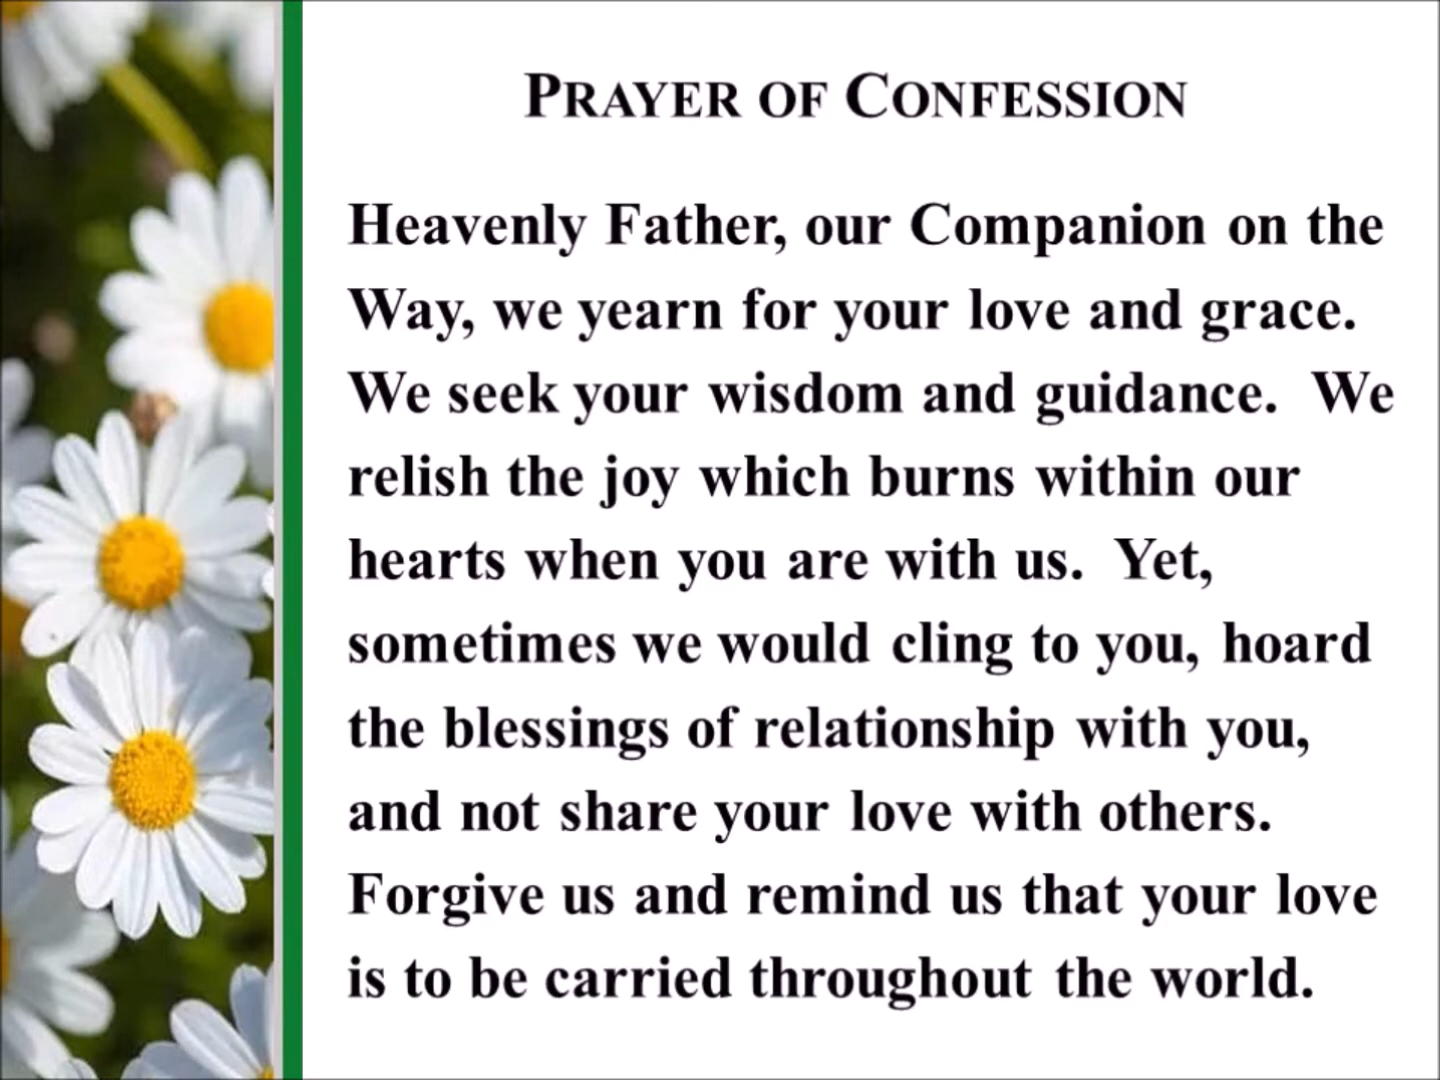 PRAYER OF CONFESSION
Heavenly Father, our Companion on the
Way, we yearn for your love and grace.
We seek your wisdom and guidance.  We
relish the joy which burns within our
hearts when you are with us.  Yet,
sometimes we would cling to you, hoard
the blessings of relationship with you,
and not share your love with others.
Forgive us and remind us that your love
is to be carried throughout the world.